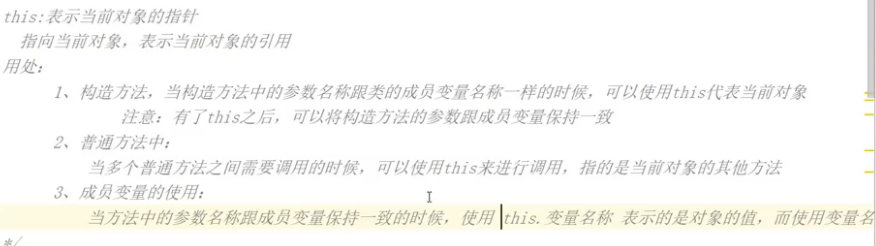 this:表示当前对象的指针
指向当前对象，表示当前对象的引用
用处：
1、构造方法，当构造方法中的参数名称跟类的成员变量名称一样的时候，可以使用this代表当前对象
注意：有了this之后，可以将构造方法的参数跟成员变量保持一致
2、普通方法中：
当多个普通方法之间需要调用的时候，可以使用this来进行调用，指的是当前对象的其他方法
3、成员变量的使用：
当方法中的参数名称跟成员变量保持一致的时候，使用 this.变量名称 表示的是对象的值，而使用变量名
*/